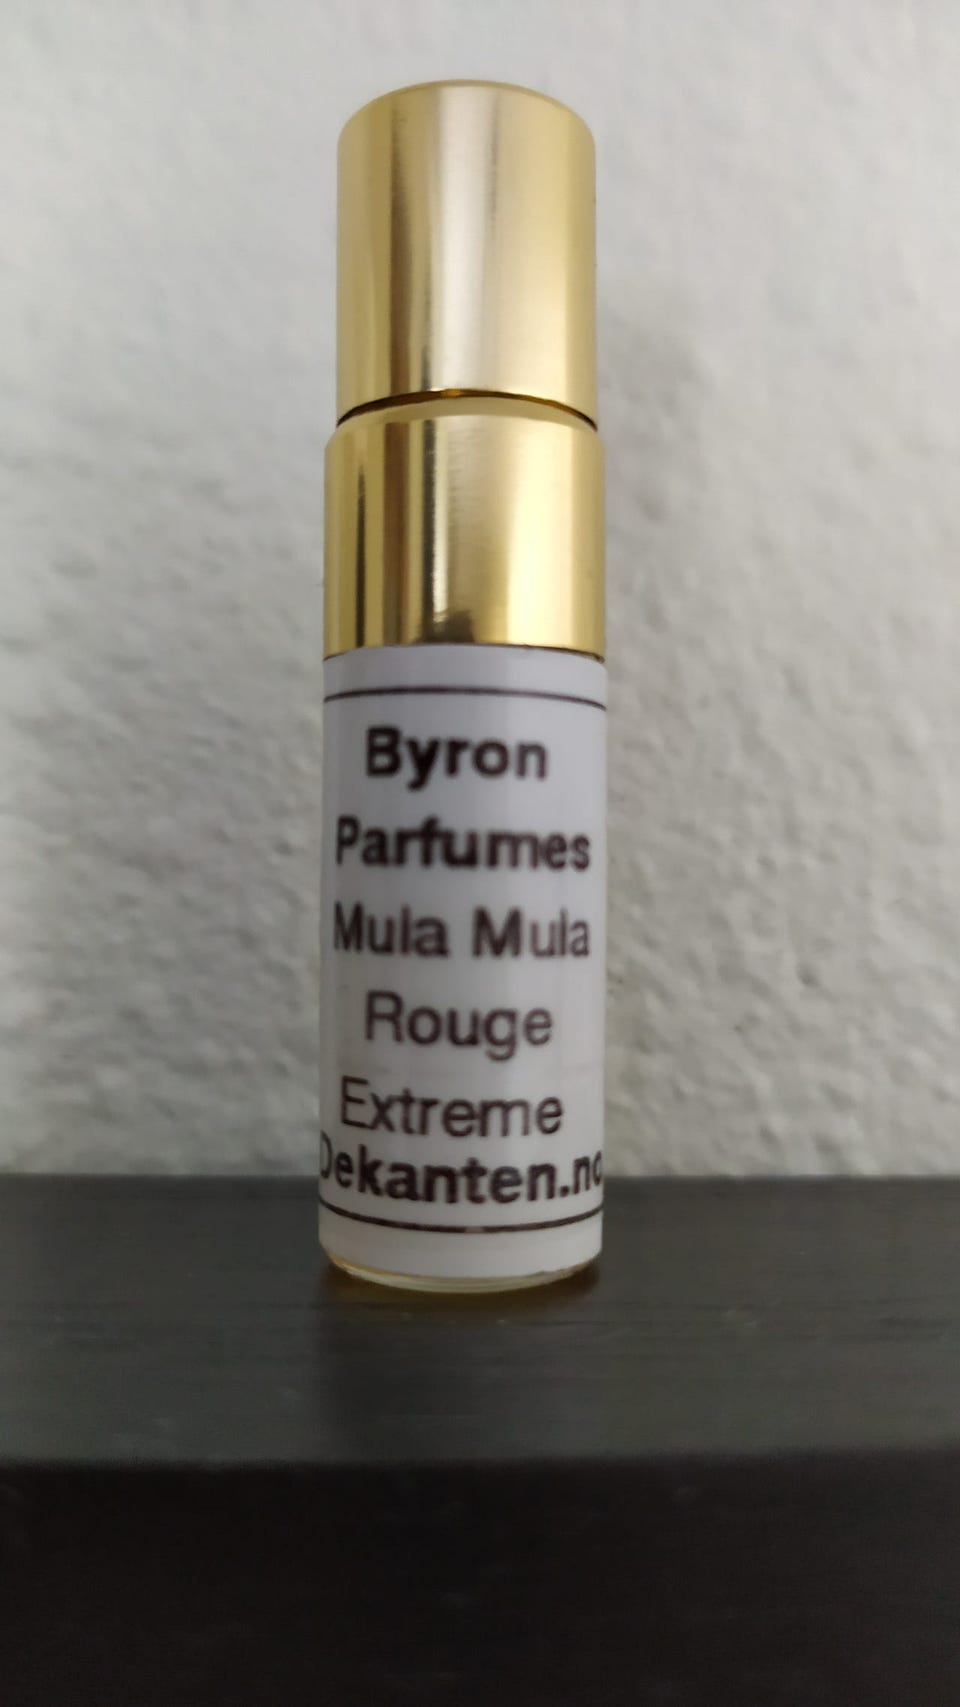 Byron
Parfumes
Mula Mula
Rouge
Extreme
Dekanten.no